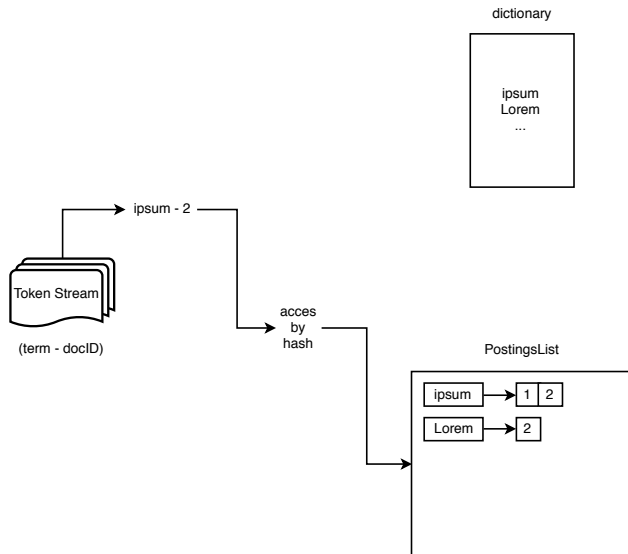 dictionary
ipsum
Lorem
...
ipsum - 2
Token Stream
(term - docID)
acces
by
hash
PostingsList
ipsum
1
2
Lorem
2